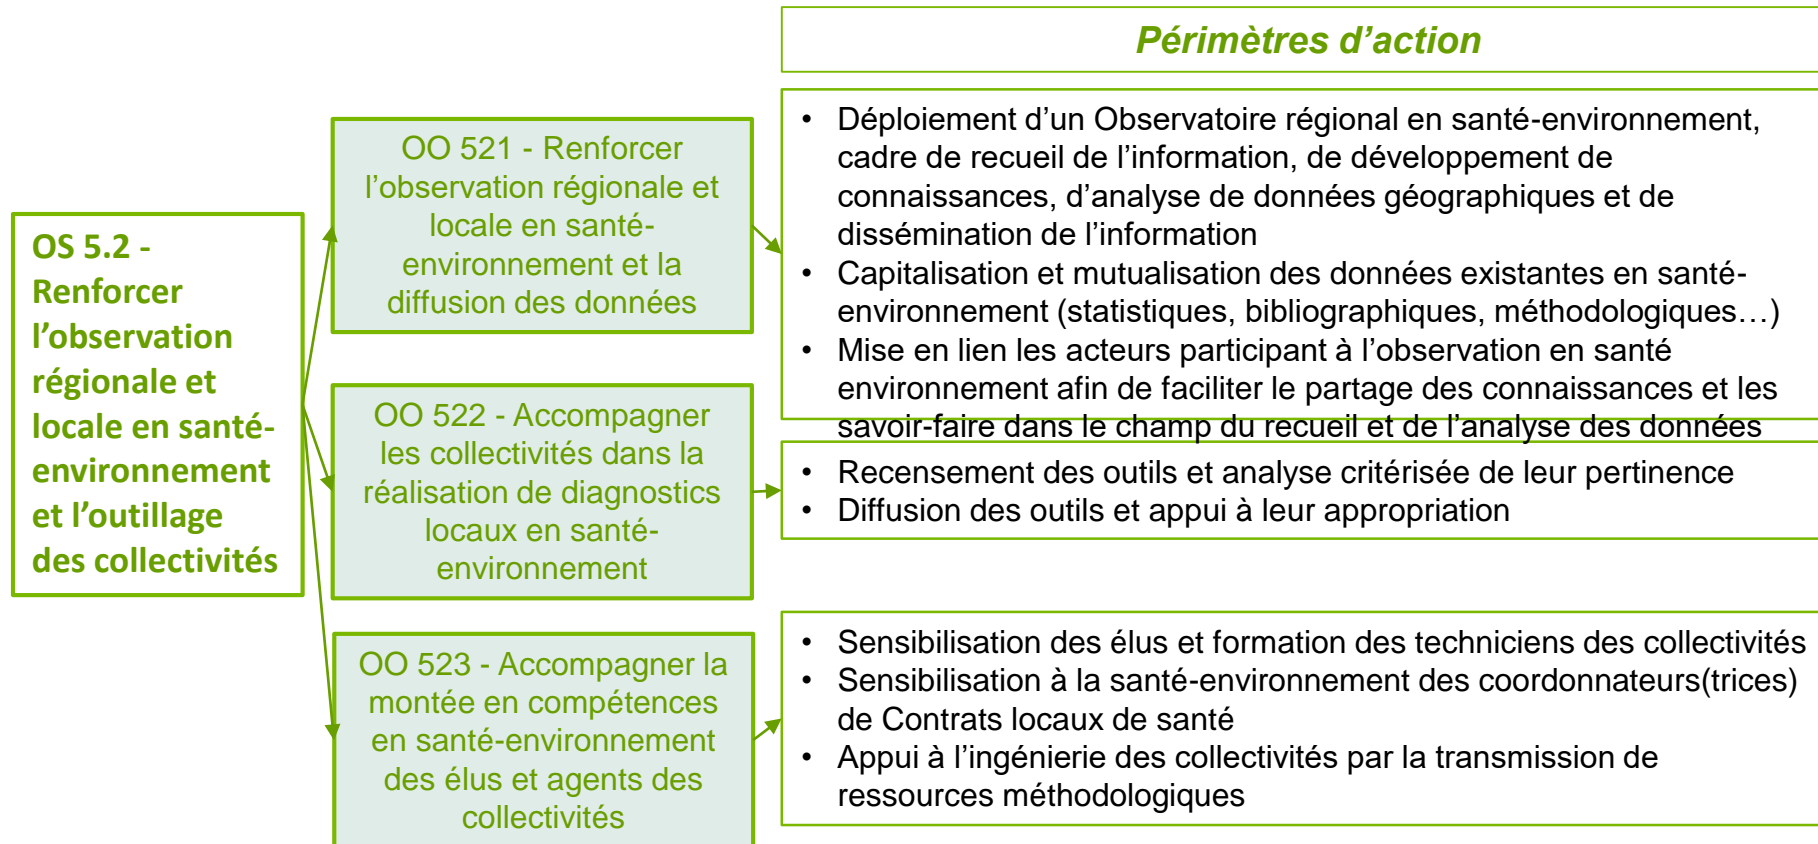 Périmètres d’action
OS 5.2 -
Renforcer
l’observation
régionale et
locale en santé-
environnement
et l’outillage
des collectivités
OO 521 - Renforcer
l’observation régionale et
locale en santé-
environnement et la
diffusion des données
• Déploiement d’un Observatoire régional en santé-environnement,
cadre de recueil de l’information, de développement de
connaissances, d’analyse de données géographiques et de
dissémination de l’information
• Capitalisation et mutualisation des données existantes en santé-
environnement (statistiques, bibliographiques, méthodologiques…)
• Mise en lien les acteurs participant à l’observation en santé
environnement afin de faciliter le partage des connaissances et les
savoir-faire dans le champ du recueil et de l’analyse des données
OO 522 - Accompagner
les collectivités dans la
réalisation de diagnostics
locaux en santé-
environnement
• Recensement des outils et analyse critérisée de leur pertinence
• Diffusion des outils et appui à leur appropriation
OO 523 - Accompagner la
montée en compétences
en santé-environnement
des élus et agents des
collectivités
• Sensibilisation des élus et formation des techniciens des collectivités
• Sensibilisation à la santé-environnement des coordonnateurs(trices)
de Contrats locaux de santé
• Appui à l’ingénierie des collectivités par la transmission de
ressources méthodologiques